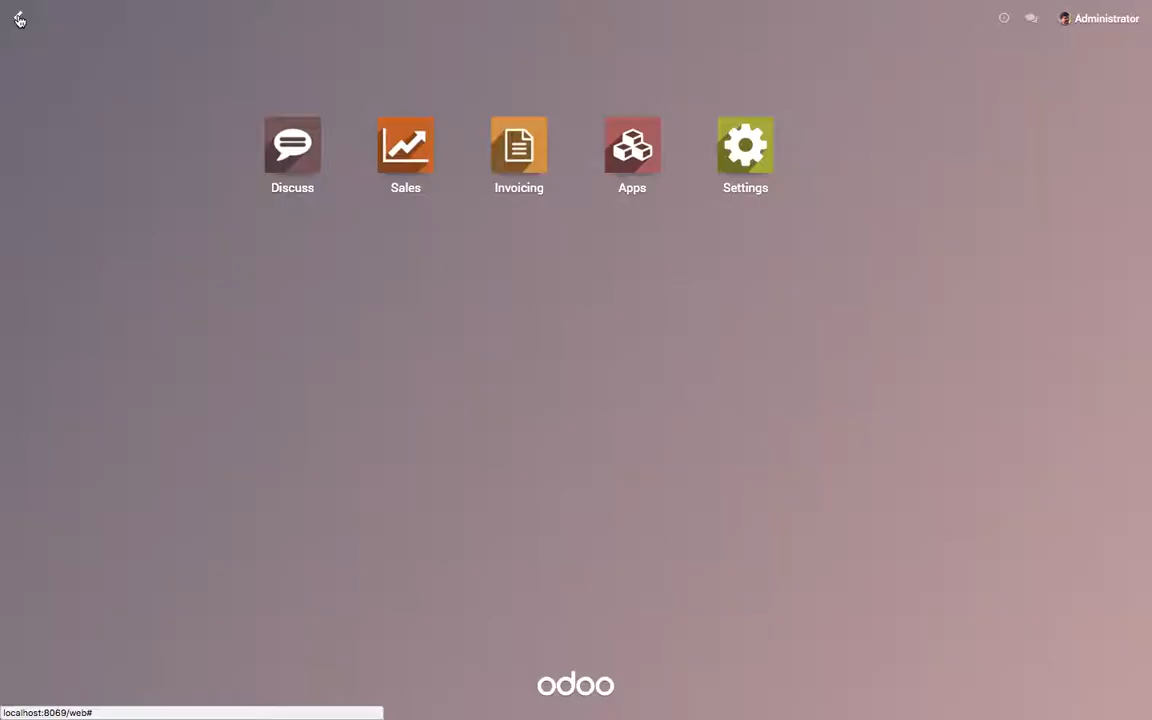 Administrator
Discuss Sales Invoicing Apps Settings
odoo
localhost:8069/web#